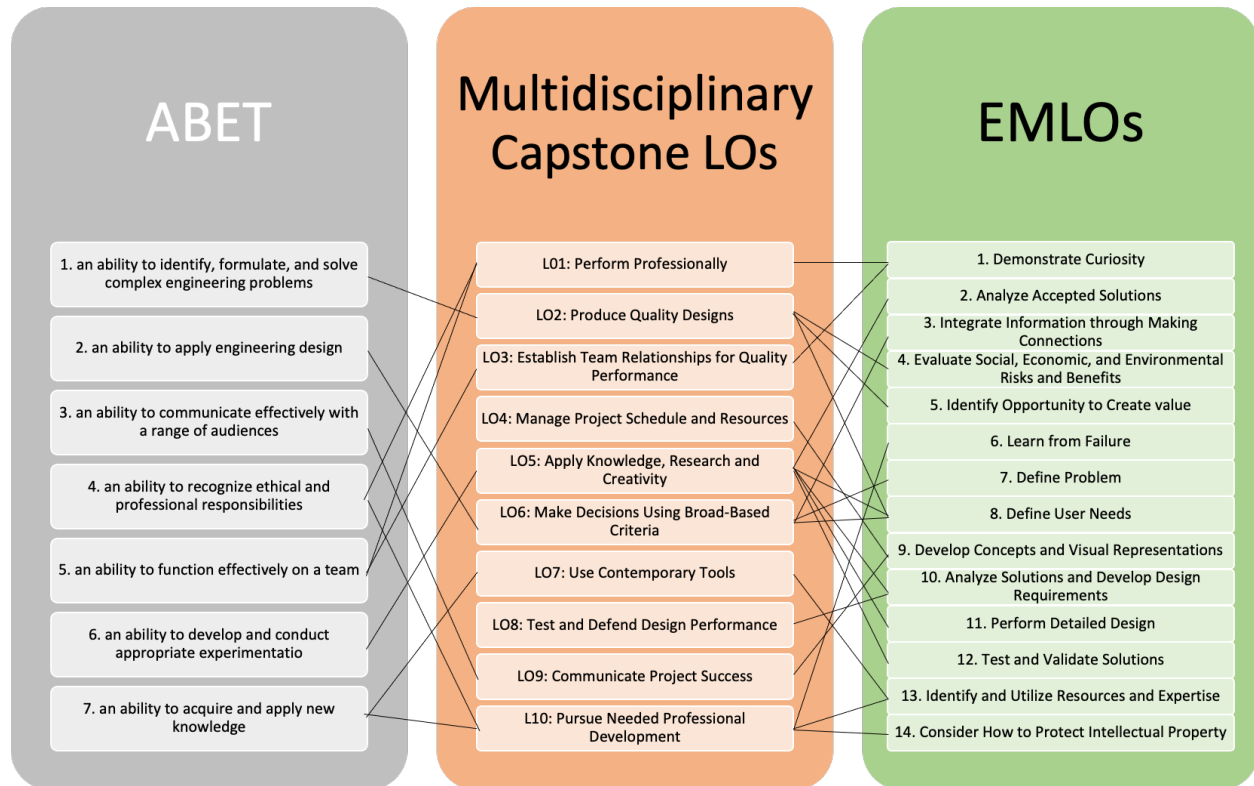 ABET
1. an ability to identify, formulate, and solve
complex engineering problems
2. an ability to apply engineering design
3. an ability to communicate effectively with
a range of audiences
4. an ability to recognize ethical and
professional responsibilities
5. an ability to function effectively on a team
6. an ability to develop and conduct
appropriate experimentatio
7. an ability to acquire and apply new
knowledge
Multidisciplinary
Capstone LOs
L01: Perform Professionally
LO2: Produce Quality Designs
LO3: Establish Team Relationships for Quality
Performance
LO4: Manage Project Schedule and Resources
LO5: Apply Knowledge, Research and
Creativity
LO6: Make Decisions Using Broad-Based
Criteria
LO7: Use Contemporary Tools
LO8: Test and Defend Design Performance
LO9: Communicate Project Success
L10: Pursue Needed Professional
Development
EMLOs
1. Demonstrate Curiosity
2. Analyze Accepted Solutions
3. Integrate Information through Making
Connections
4. Evaluate Social, Economic, and Environmental
Risks and Benefits
5. Identify Opportunity to Create value
6. Learn from Failure
7. Define Problem
8. Define User Needs
9. Develop Concepts and Visual Representations
10. Analyze Solutions and Develop Design
Requirements
11. Perform Detailed Design
12. Test and Validate Solutions
13. Identify and Utilize Resources and Expertise
14. Consider How to Protect Intellectual Property